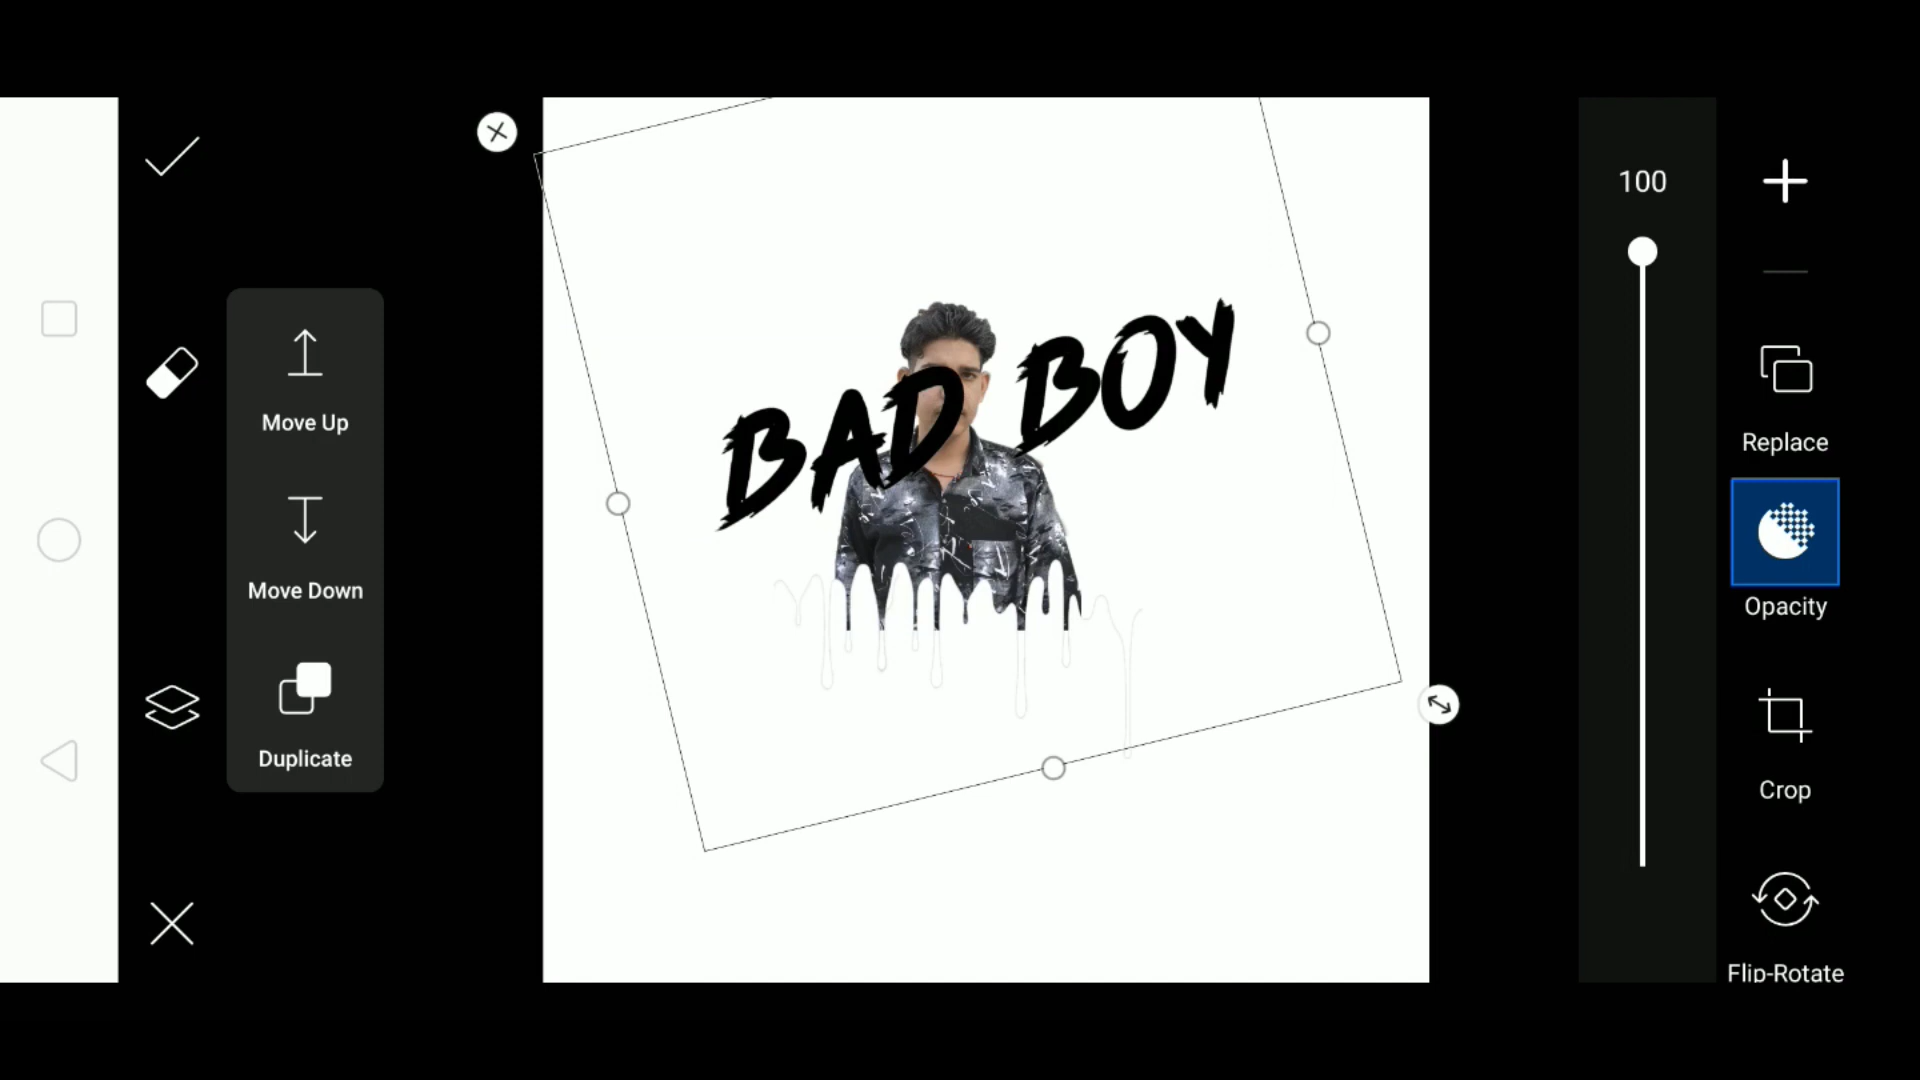 Move Up
Move Down
Duplicate
BAD BOY
100
Replace
Opacity
Crop
Flip-Rotate